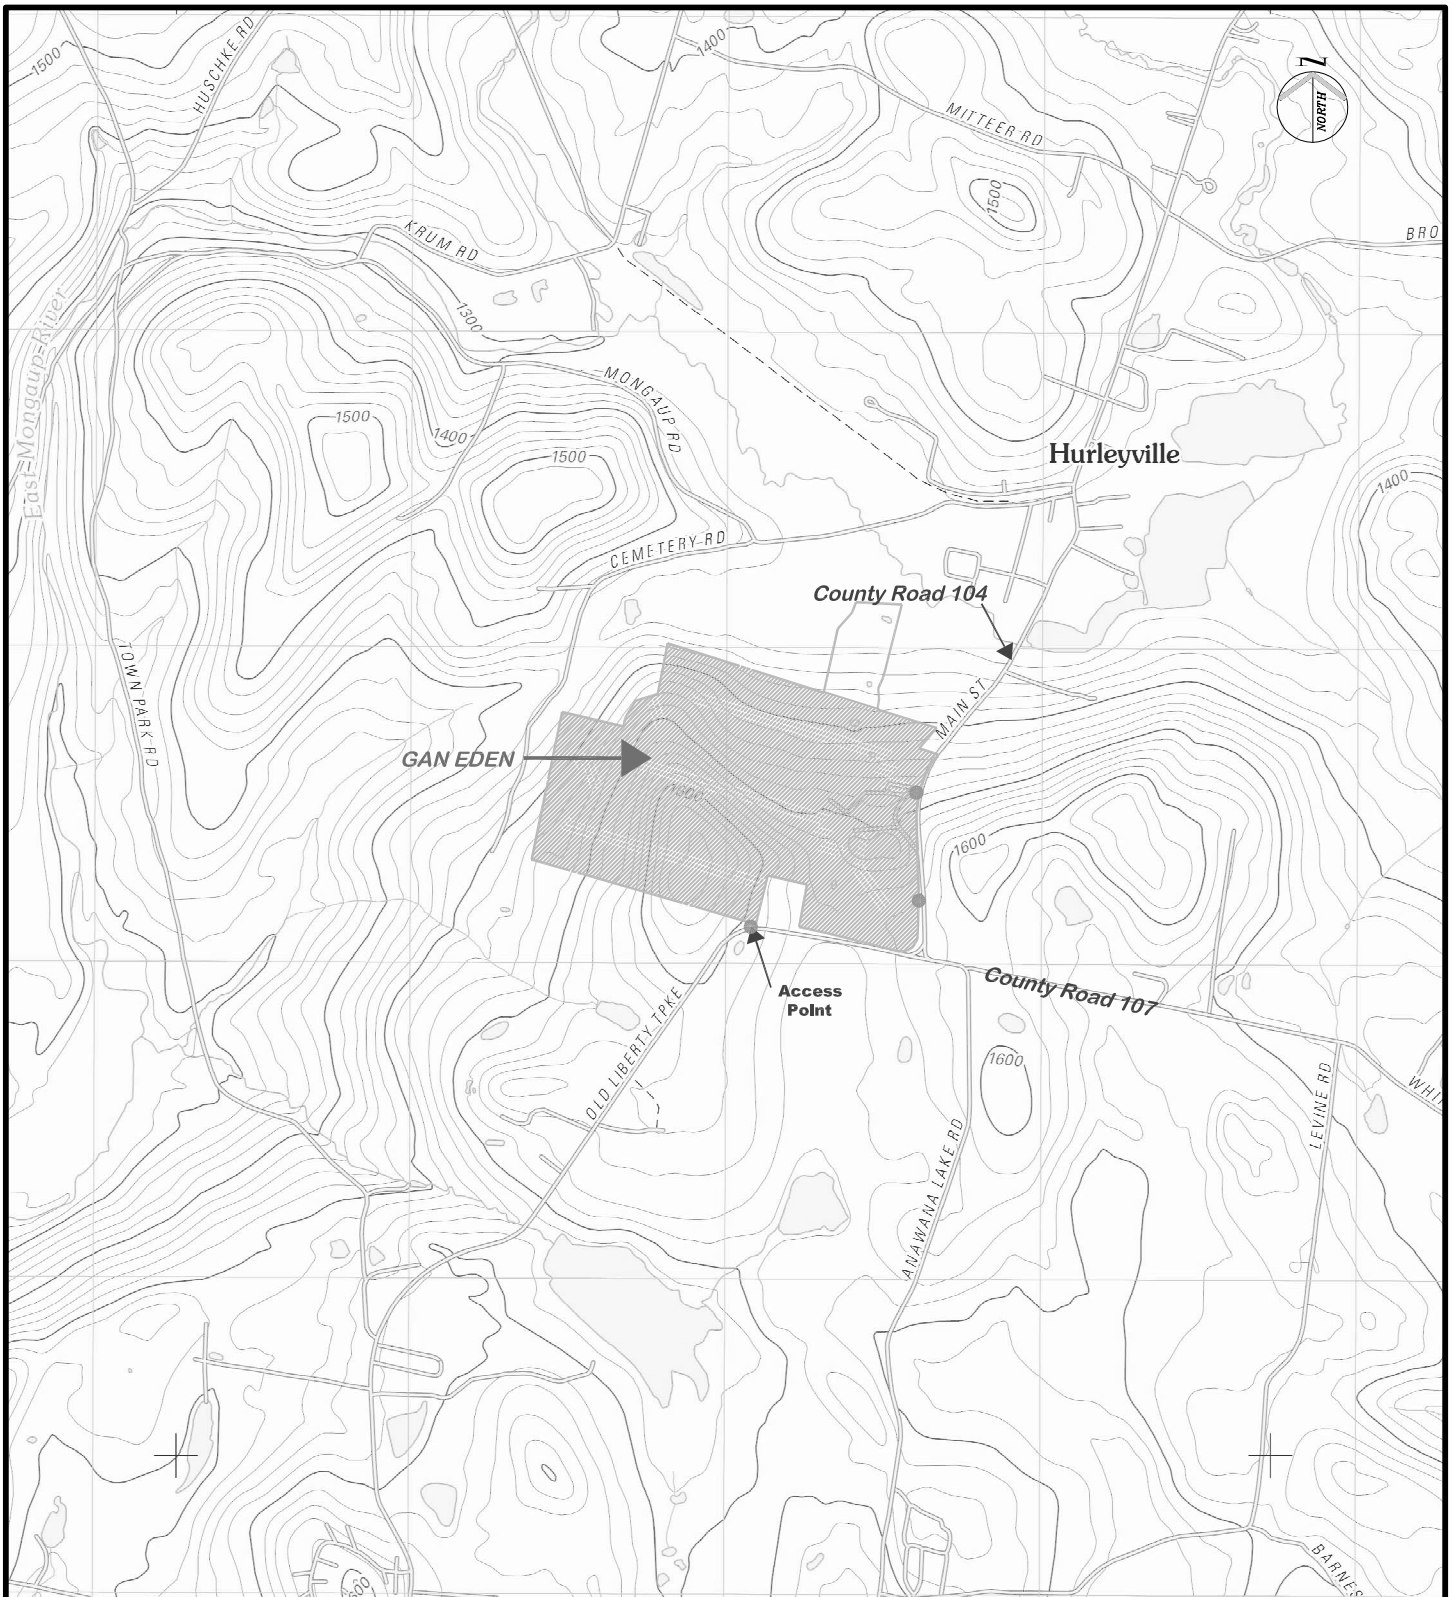 1500
HUSCHKE RD
1400
MITTEER RD
N
NORTH
1500
BRO
KRUM RD
1300
East Mongaup River
MONGAUP RD
1500
1400
1500
Hurleyville
1400
CEMETERY RD
County Road 104
TOWN PARK RD
MAIN ST
GAN EDEN
1600
1600
County Road 107
Access
Point
OLD LIBERTY TPKE
1600
LEVINE RD
WHI
ANAWANA LAKE RD
BARNES
600